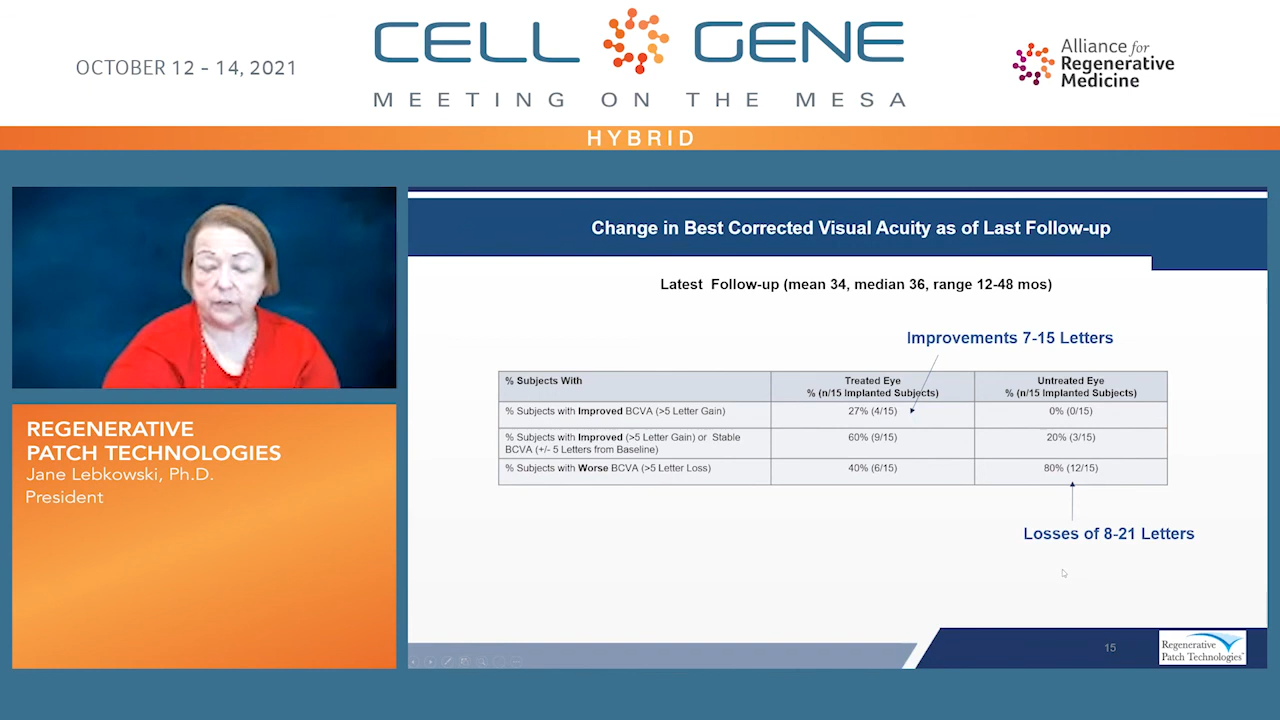 OCTOBER 12 - 14, 2021
CELL GENE
MEETING ON THE MESA
Alliance for
Regenerative
Medicine
HYBRID
REGENERATIVE
PATCH TECHNOLOGIES
Jane Lebkowski, Ph.D.
President
Change in Best Corrected Visual Acuity as of Last Follow-up
Latest Follow-up (mean 34, median 36, range 12-48 mos)
Improvements 7-15 Letters
% Subjects With
Treated Eye
% (n/15 Implanted Subjects)
Untreated Eye
% (n/15 Implanted Subjects)
% Subjects with Improved BCVA (>5 Letter Gain)
27% (4/15)
0% (0/15)
% Subjects with Improved (>5 Letter Gain) or Stable
BCVA (+/- 5 Letters from Baseline)
60% (9/15)
20% (3/15)
% Subjects with Worse BCVA (>5 Letter Loss)
40% (6/15)
80% (12/15)
Losses of 8-21 Letters
15
Regenerative
Patch Technologies™